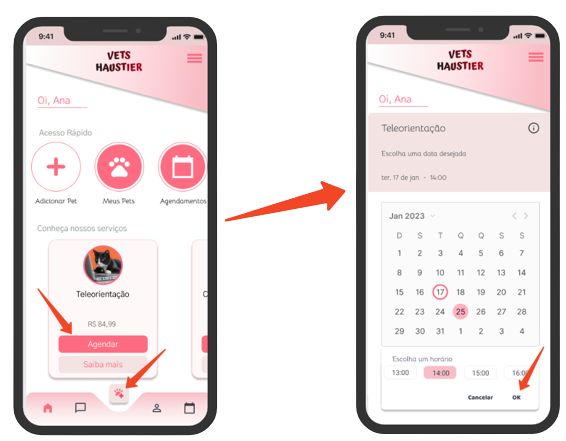 9:41
VETS
HAUSTIER
Oi, Ana
Acesso Rápido
Adicionar Pet
Meus Pets
Agendamentos
Conheça nossos serviços
Teleorientação
R$ 84,99
Agendar
Saiba mais
9:41
VETS
HAUSTIER
Oi, Ana
Teleorientação
Escolha uma data desejada
ter, 17 de jan - 14:00
Jan 2023
D S T Q Q S S
1 2 3 4 5 6 7
8 9 10 11 12 13 14
15 16 17 18 19 20 21
22 23 24 25 26 27 28
29 30 31 1 2 3 4
Escolha um horário
13:00 14:00 15:00 16:00
Cancelar OK